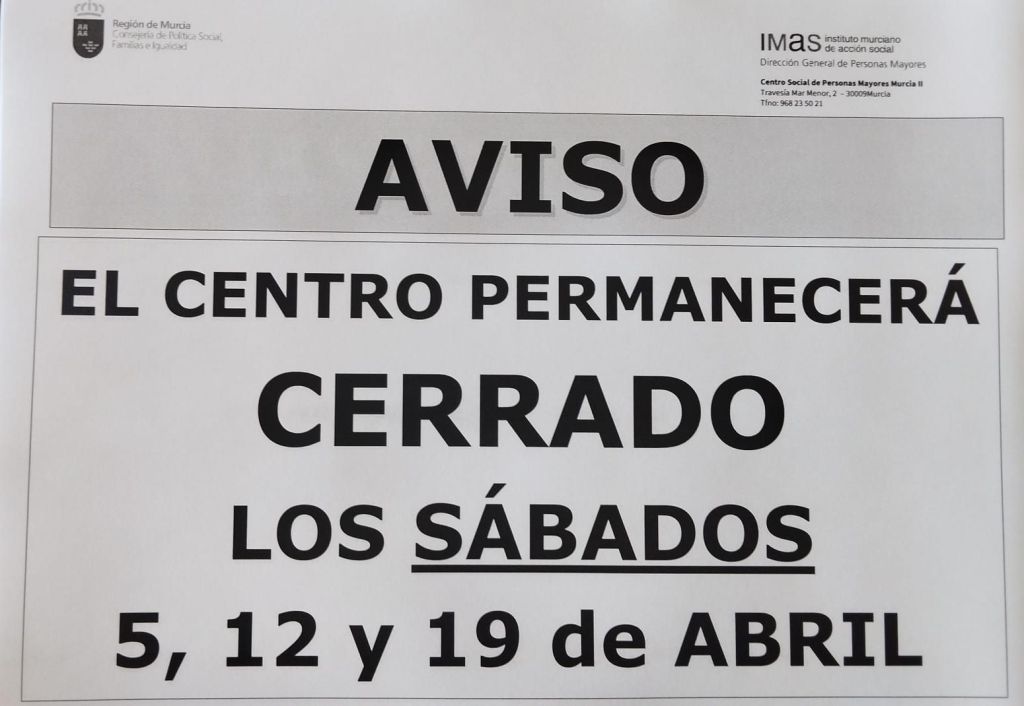 Región de Murcia
Consejería de Política Social,
Familias e Igualdad
IMAS instituto murciano
de acción social
Dirección General de Personas Mayores
Centro Social de Personas Mayores Murcia II
Travesía Mar Menor, 2 - 30009Murcia
Tfno: 968 23 50 21
AVISO
EL CENTRO PERMANECERÁ
CERRADO
LOS SÁBADOS
5, 12 y 19 de ABRIL